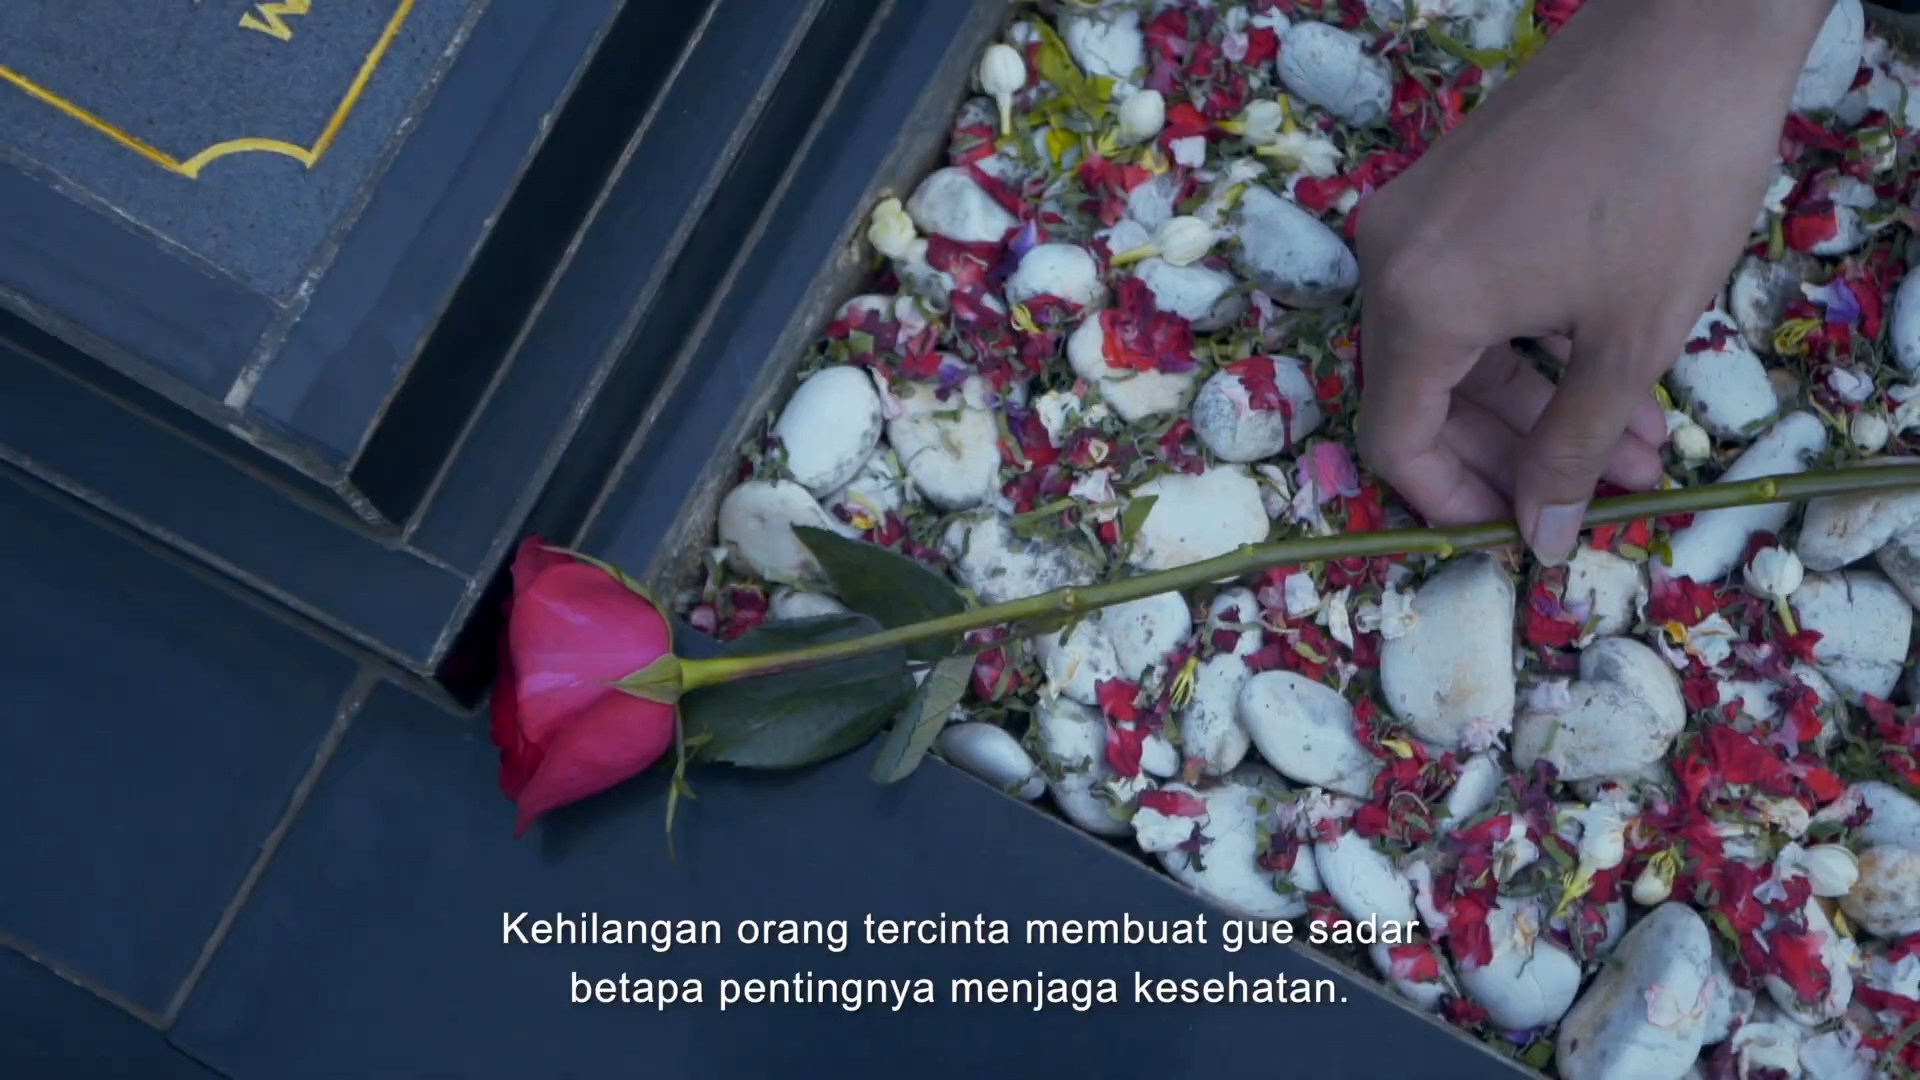 M
Kehilangan orang tercinta membuat gue sadar
betapa pentingnya menjaga kesehatan.